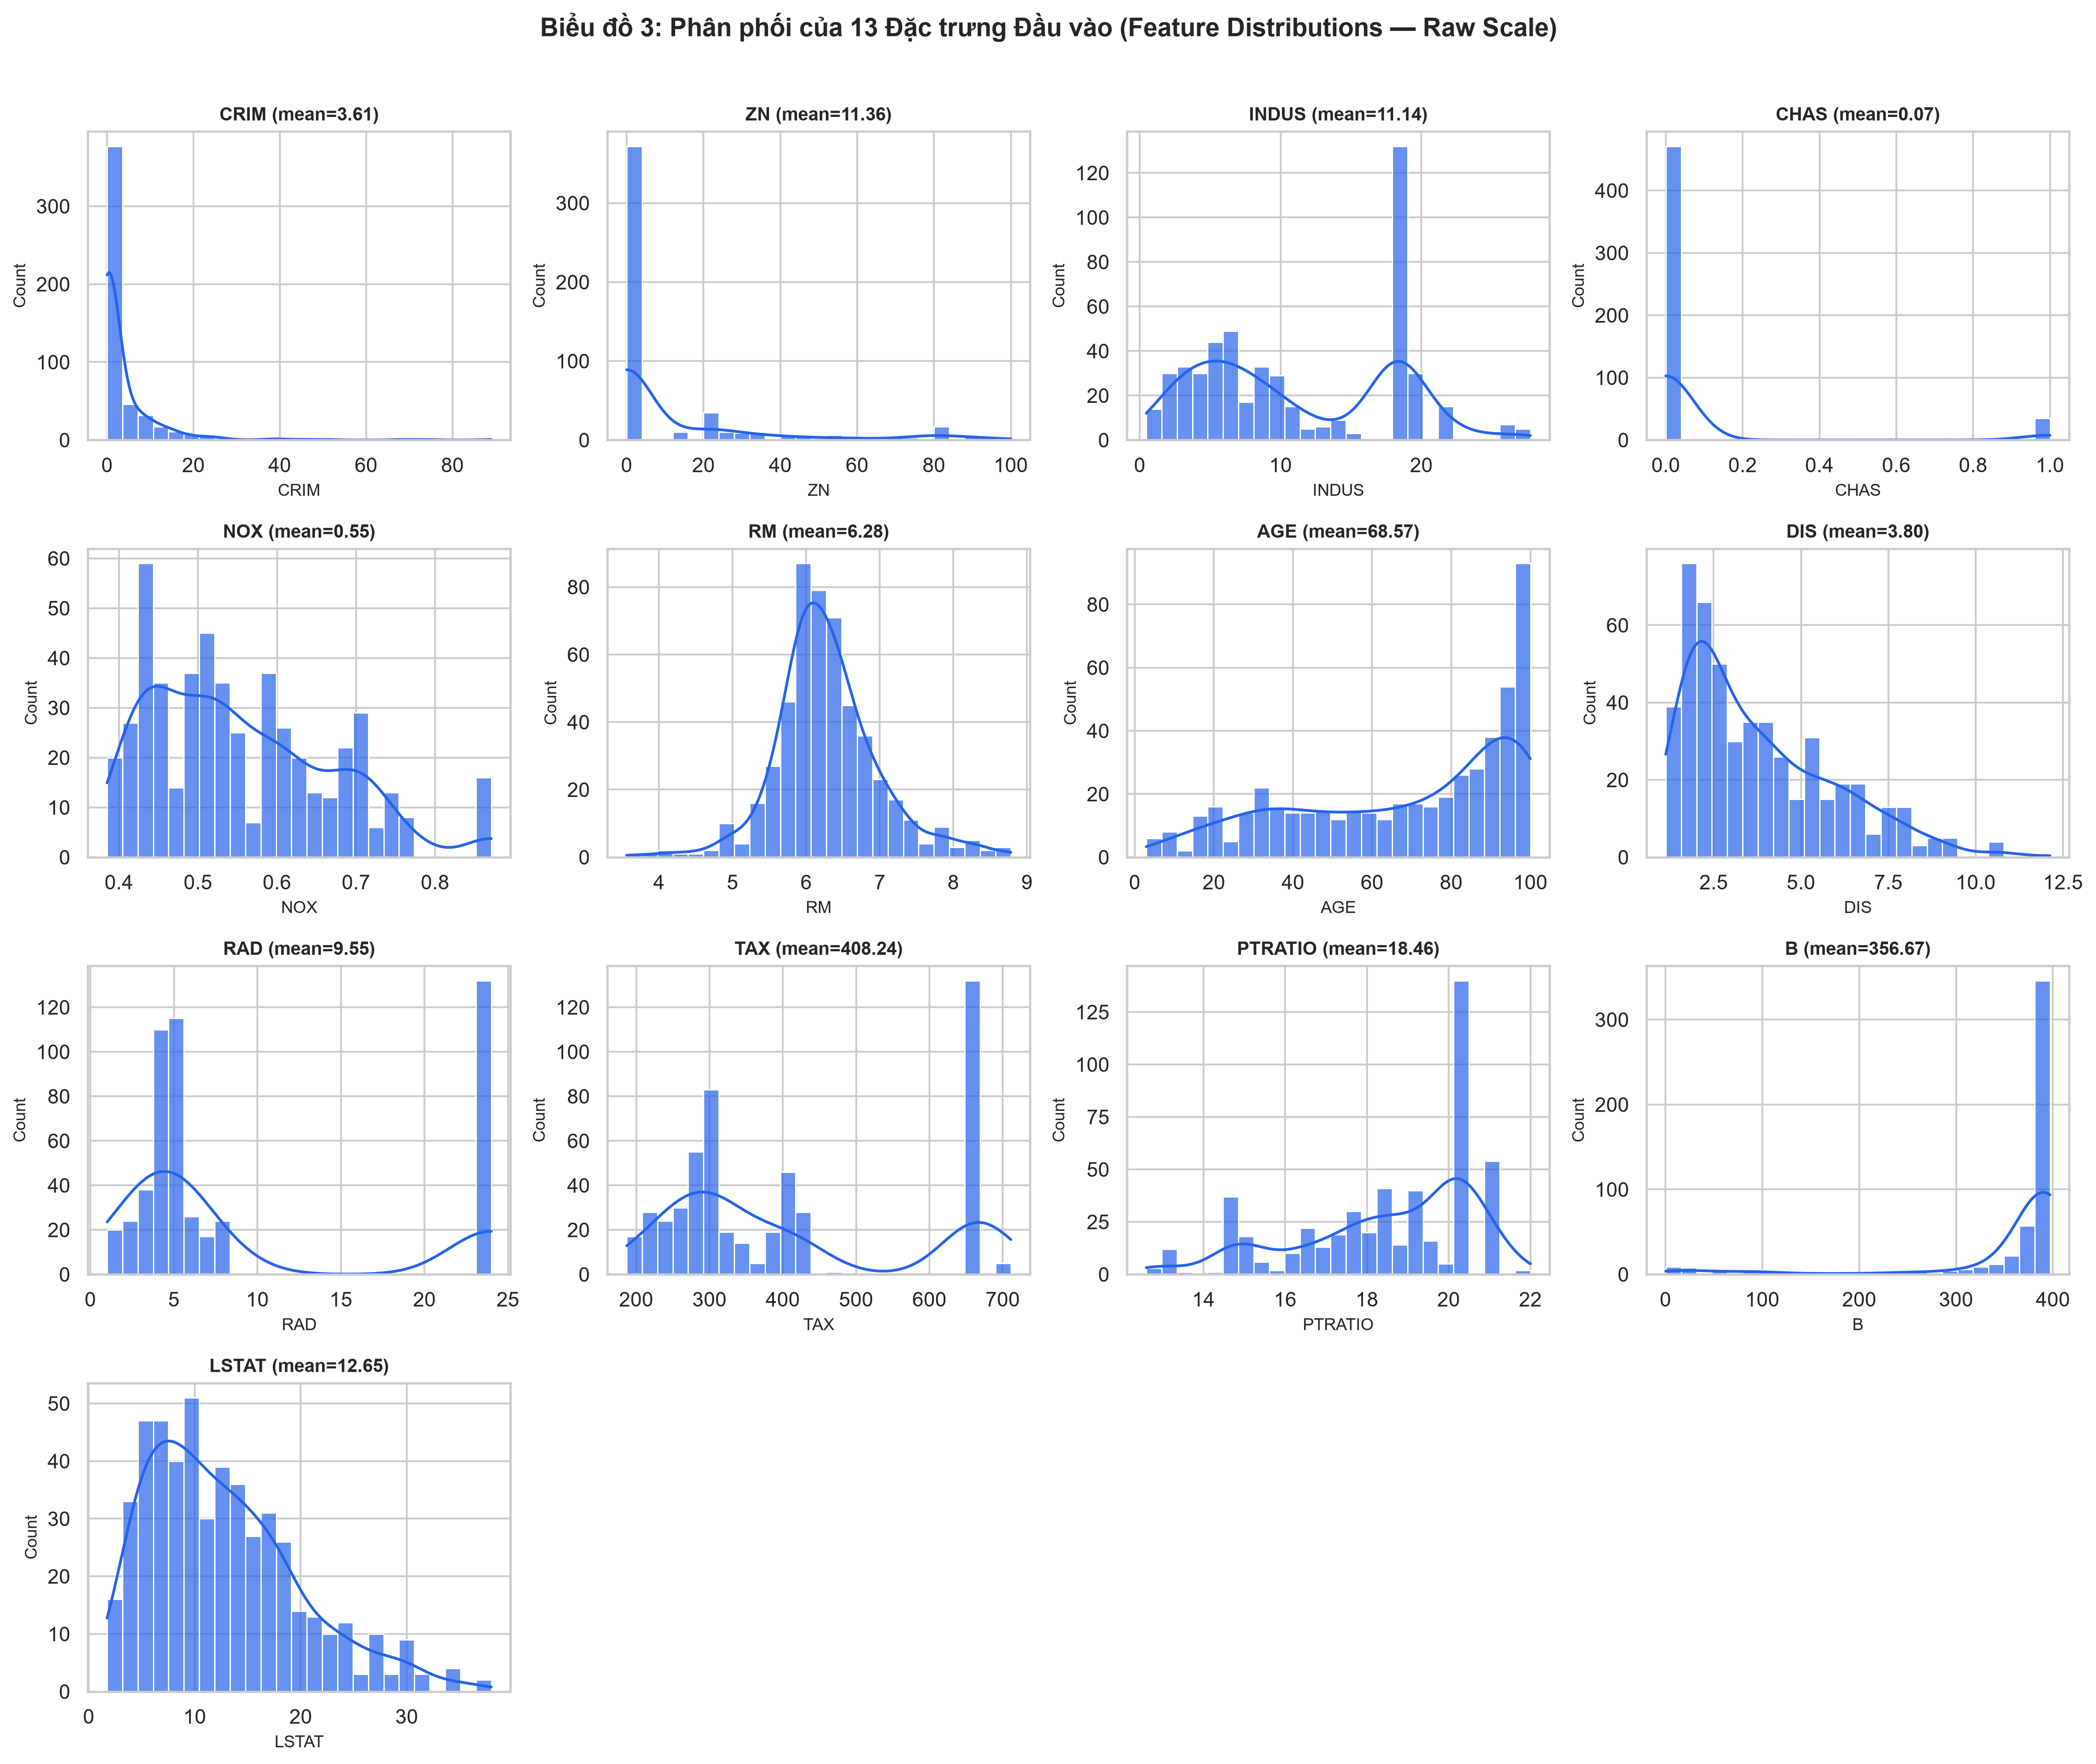 Biểu đồ 3: Phân phối của 13 Đặc trưng Đầu vào (Feature Distributions — Raw Scale)
CRIM (mean=3.61)
Count
300
200
100
0
0 20 40 60 80
CRIM
ZN (mean=11.36)
Count
300
200
100
0
0 20 40 60 80 100
ZN
INDUS (mean=11.14)
Count
120
100
80
60
40
20
0
0 10 20
INDUS
CHAS (mean=0.07)
Count
400
300
200
100
0
0.0 0.2 0.4 0.6 0.8 1.0
CHAS
NOX (mean=0.55)
Count
60
50
40
30
20
10
0
0.4 0.5 0.6 0.7 0.8
NOX
RM (mean=6.28)
Count
80
60
40
20
0
4 5 6 7 8 9
RM
AGE (mean=68.57)
Count
80
60
40
20
0
0 20 40 60 80 100
AGE
DIS (mean=3.80)
Count
60
40
20
0
2.5 5.0 7.5 10.0 12.5
DIS
RAD (mean=9.55)
Count
120
100
80
60
40
20
0
0 5 10 15 20 25
RAD
TAX (mean=408.24)
Count
120
100
80
60
40
20
0
200 300 400 500 600 700
TAX
PTRATIO (mean=18.46)
Count
125
100
75
50
25
0
14 16 18 20 22
PTRATIO
B (mean=356.67)
Count
300
200
100
0
0 100 200 300 400
B
LSTAT (mean=12.65)
Count
50
40
30
20
10
0
0 10 20 30
LSTAT